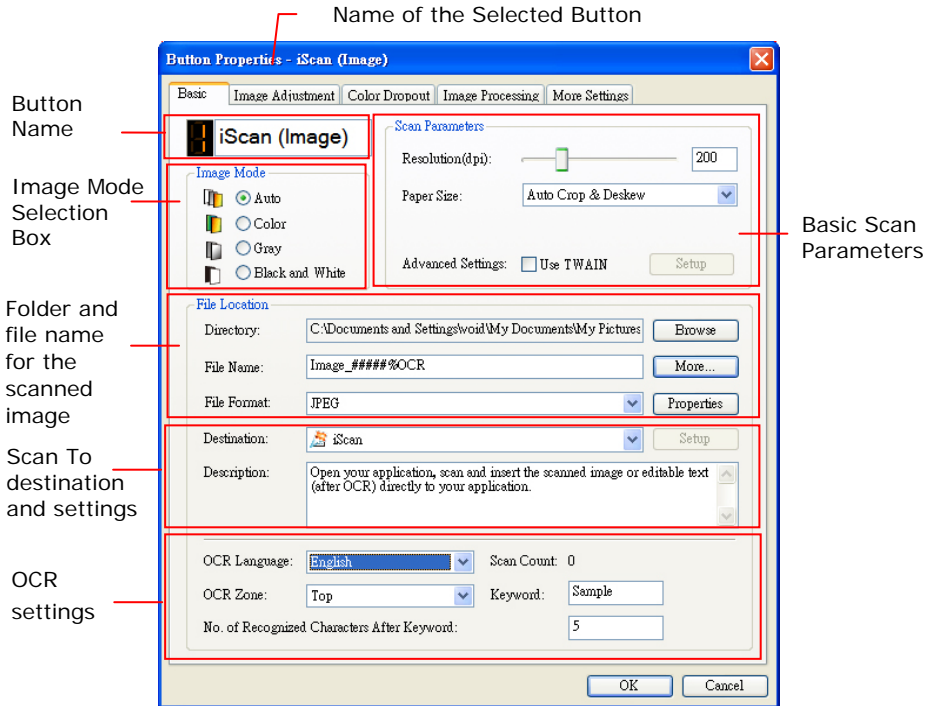 Name of the Selected Button
Button Properties - iScan (Image)
Basic Image Adjustment Color Dropout Image Processing More Settings
Button
Name
iScan (Image)
Image Mode
Selection
Box
Image Mode
Auto
Color
Gray
Black and White
Scan Parameters
Resolution(dpi): 200
Paper Size: Auto Crop & Deskew
Advanced Settings: Use TWAIN Setup
Basic Scan
Parameters
Folder and
file name
for the
scanned
image
File Location
Directory: C:\Documents and Settings\void\My Documents\My Pictures Browse
File Name: Image_#####%OCR More...
File Format: JPEG Properties
Scan To
destination
and settings
Destination: iScan Setup
Description: Open your application, scan and insert the scanned image or editable text
(after OCR) directly to your application.
OCR
settings
OCR Language: English Scan Count: 0
OCR Zone: Top Keyword: Sample
No. of Recognized Characters After Keyword: 5
OK Cancel